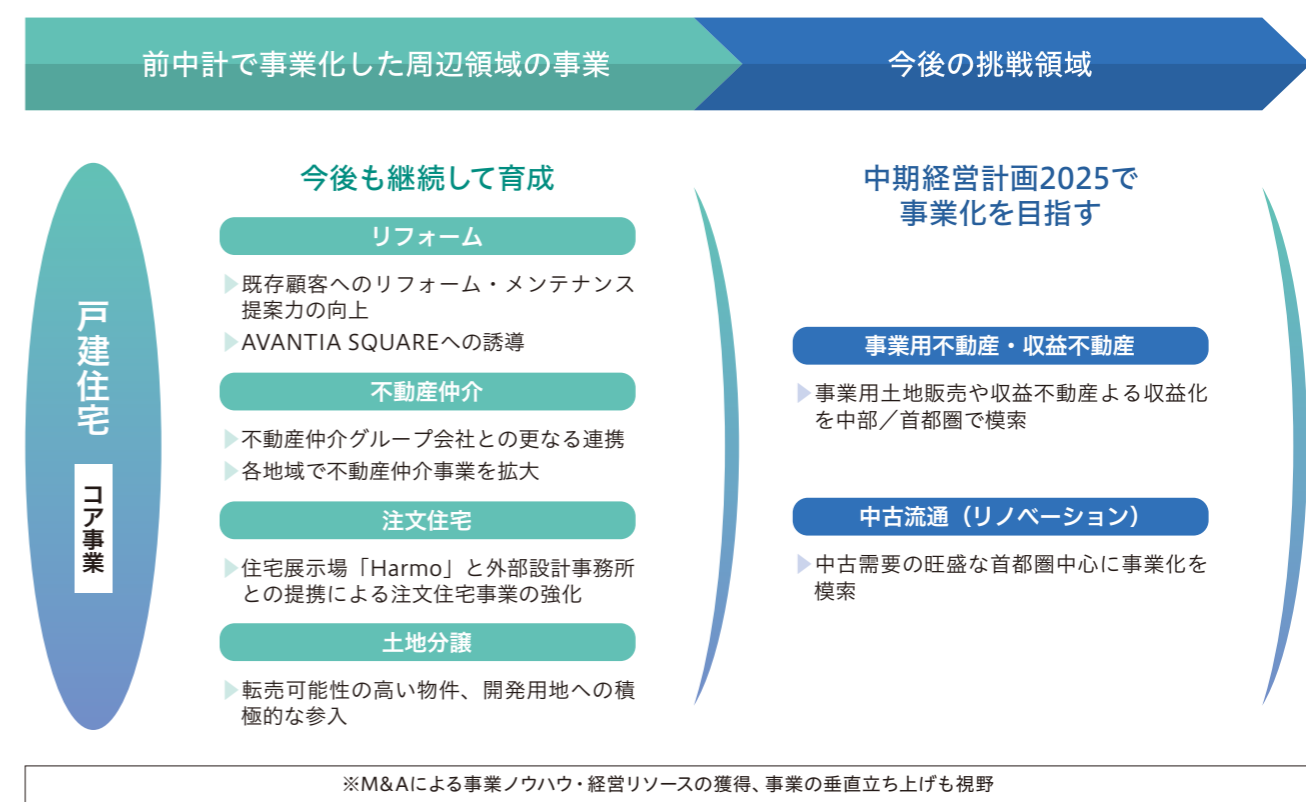 前中計で事業化した周辺領域の事業
今後の挑戦領域
戸建住宅
コア事業
今後も継続して育成
リフォーム
▶既存顧客へのリフォーム・メンテナンス
提案力の向上
▶AVANTIA SQUAREへの誘導
不動産仲介
▶不動産仲介グループ会社との更なる連携
▶各地域で不動産仲介事業を拡大
注文住宅
▶住宅展示場「Harmo」と外部設計事務所
との提携による注文住宅事業の強化
土地分譲
▶転売可能性の高い物件、開発用地への積
極的な参入
中期経営計画2025で
事業化を目指す
事業用不動産・収益不動産
▶事業用土地販売や収益不動産よる収益化
を中部／首都圏で模索
中古流通（リノベーション）
▶中古需要の旺盛な首都圏中心に事業化を
模索
※M&Aによる事業ノウハウ・経営リソースの獲得、事業の垂直立ち上げも視野